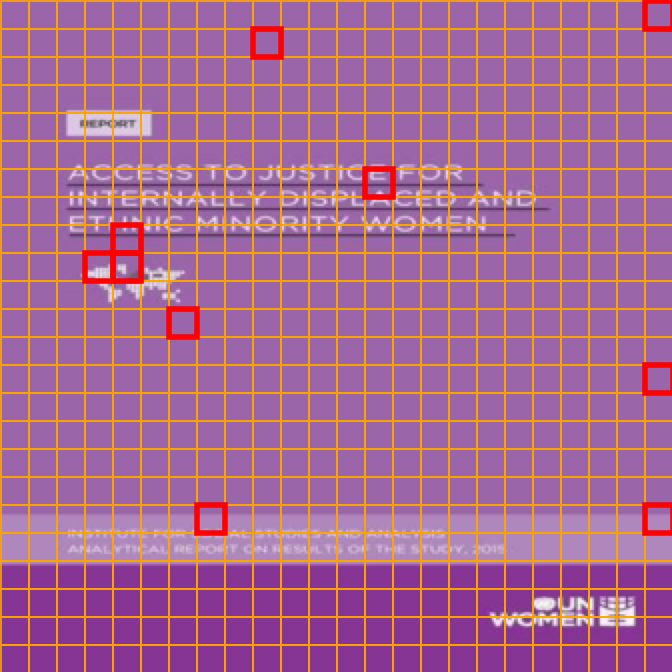 REPORT
ACCESS TO JUSTICE FOR
INTERNALLY DISPLACED AND
ETHNIC MINORITY WOMEN
INSTITUTE FOR SOCIAL STUDIES AND ANALYSIS
ANALYTICAL REPORT ON RESULTS OF THE STUDY, 2015
UN
WOMEN